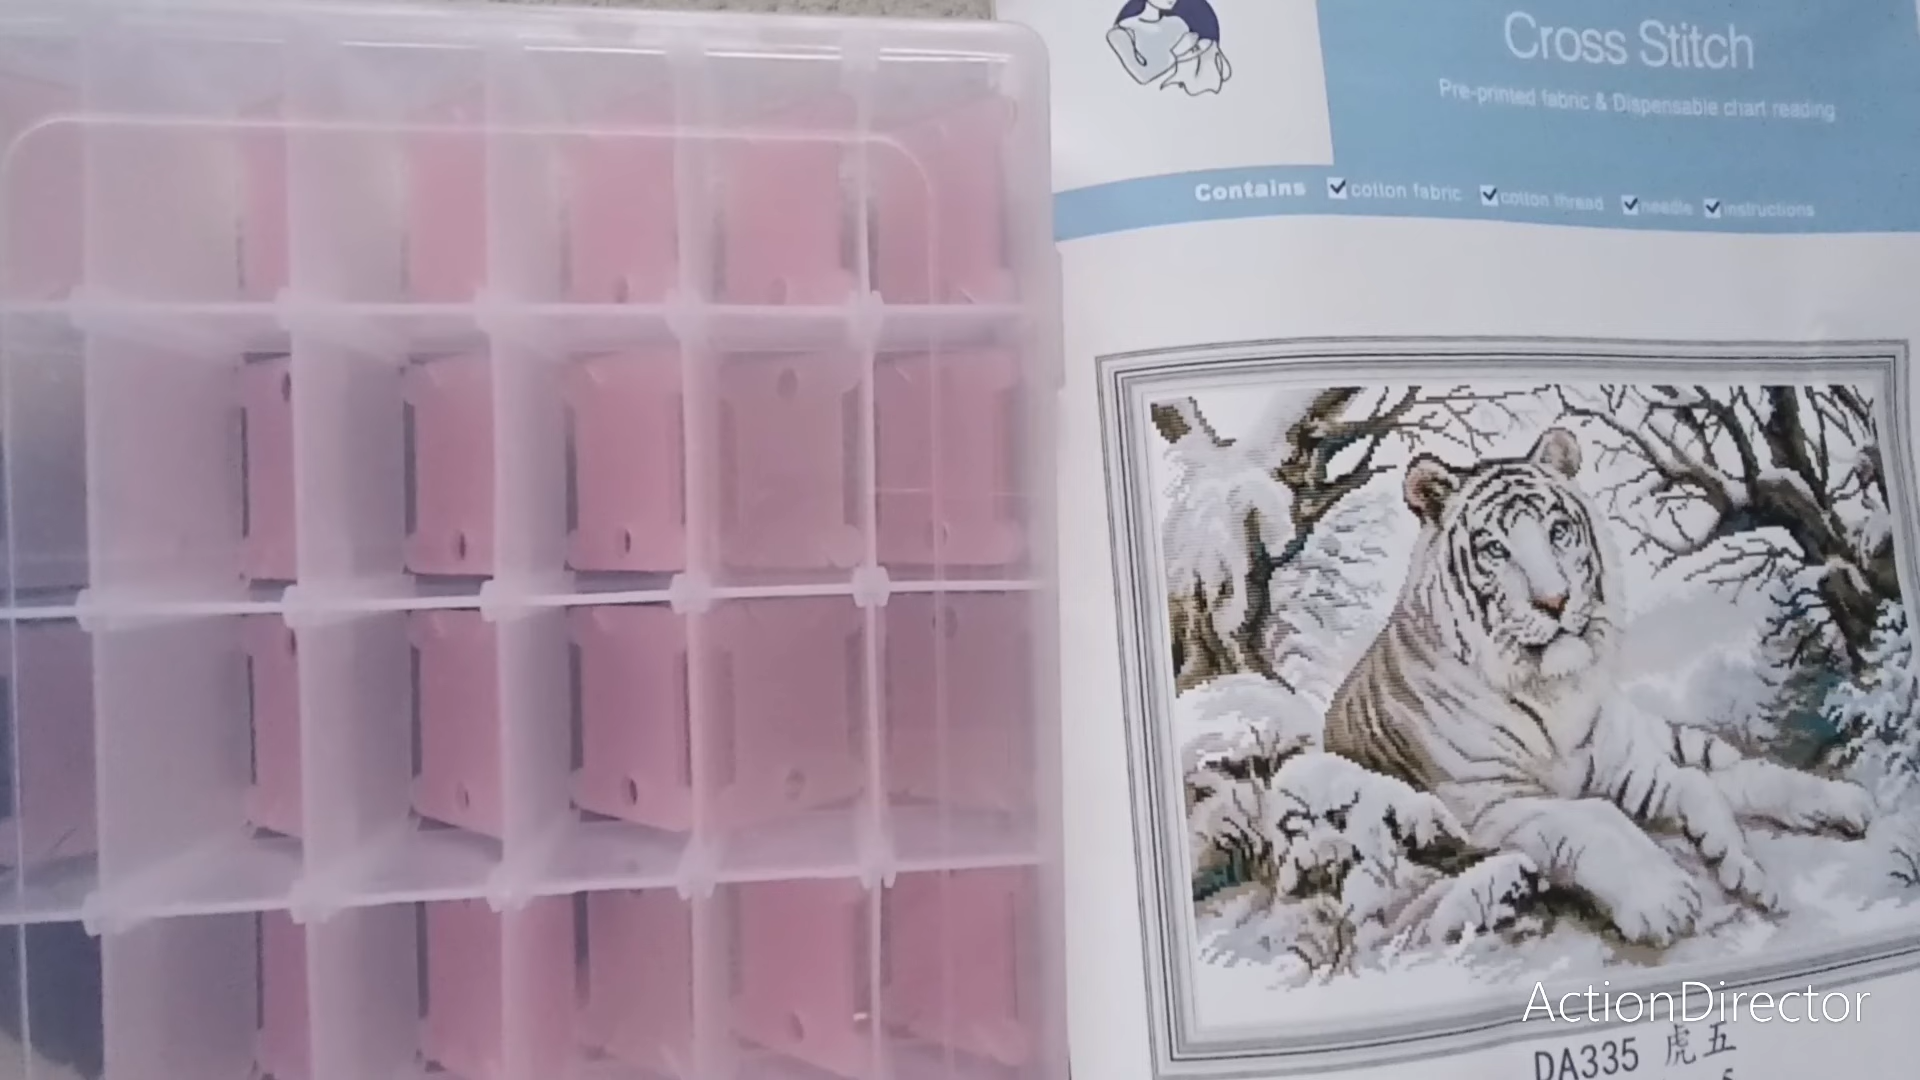 Cross Stitch
Pre-printed fabric & Dispensable chart reading
Contains cotton fabric cotton thread needle instructions
ActionDirector
DA335 虎五